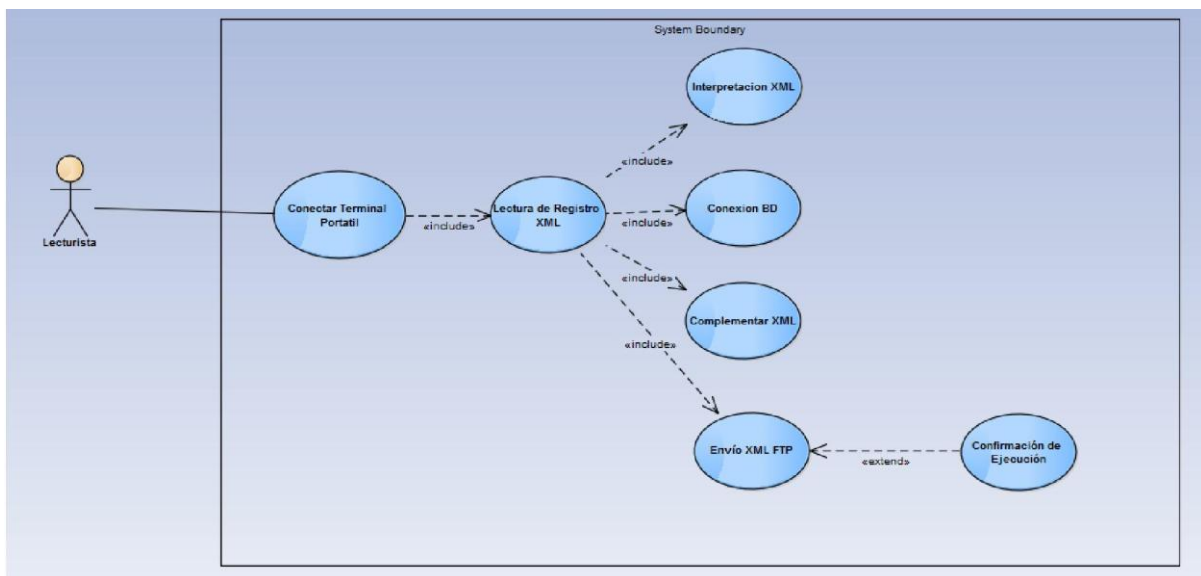 System Boundary
Interpretacion XML
«include»
Conectar Terminal
Portatil
«include»
Lectura de Registro
XML
«include»
Conexion BD
Lecturista
«include»
Complementar XML
«include»
Envío XML FTP
«extend»
Confirmación de
Ejecución